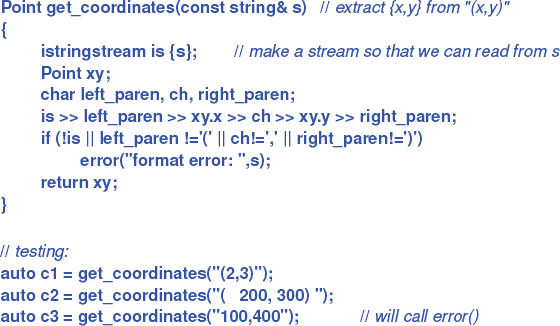 Point get_coordinates(const string& s)   // extract {x,y} from "(x,y)"
{
        istringstream is {s};        // make a stream so that we can read from s
        Point xy;
        char left_paren, ch, right_paren;
        is >> left_paren >> xy.x >> ch >> xy.y >> right_paren;
        if (!is || left_paren !='(' || ch!=',' || right_paren!=')')
                error("format error: ",s);
        return xy;
}

// testing:
auto c1 = get_coordinates("(2,3)");
auto c2 = get_coordinates("(   200, 300) ");
auto c3 = get_coordinates("100,400");            // will call error()